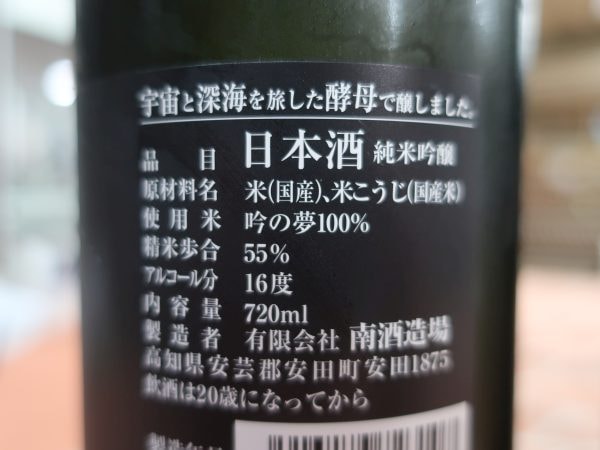 宇宙と深海を旅した酵母で醸しました。
品目 日本酒 純米吟醸
原材料名 米(国産)、米こうじ(国産米)
使用米 吟の夢100%
精米歩合 55%
アルコール分 16度
内容量 720ml
製造者 有限会社 南酒造場
高知県安芸郡安田町安田1875
飲酒は20歳になってから